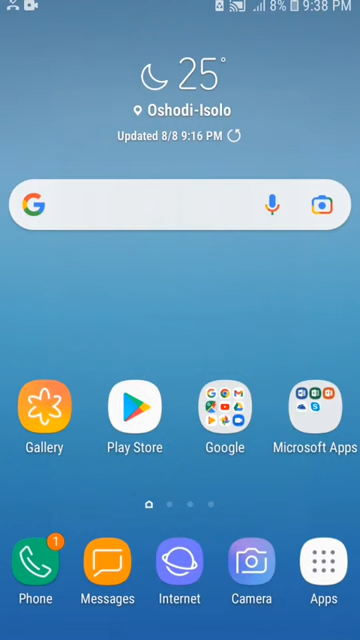 8% 9:38 PM
25°
Oshodi-Isolo
Updated 8/8 9:16 PM
Gallery
Play Store
Google
Microsoft Apps
1
Phone
Messages
Internet
Camera
Apps